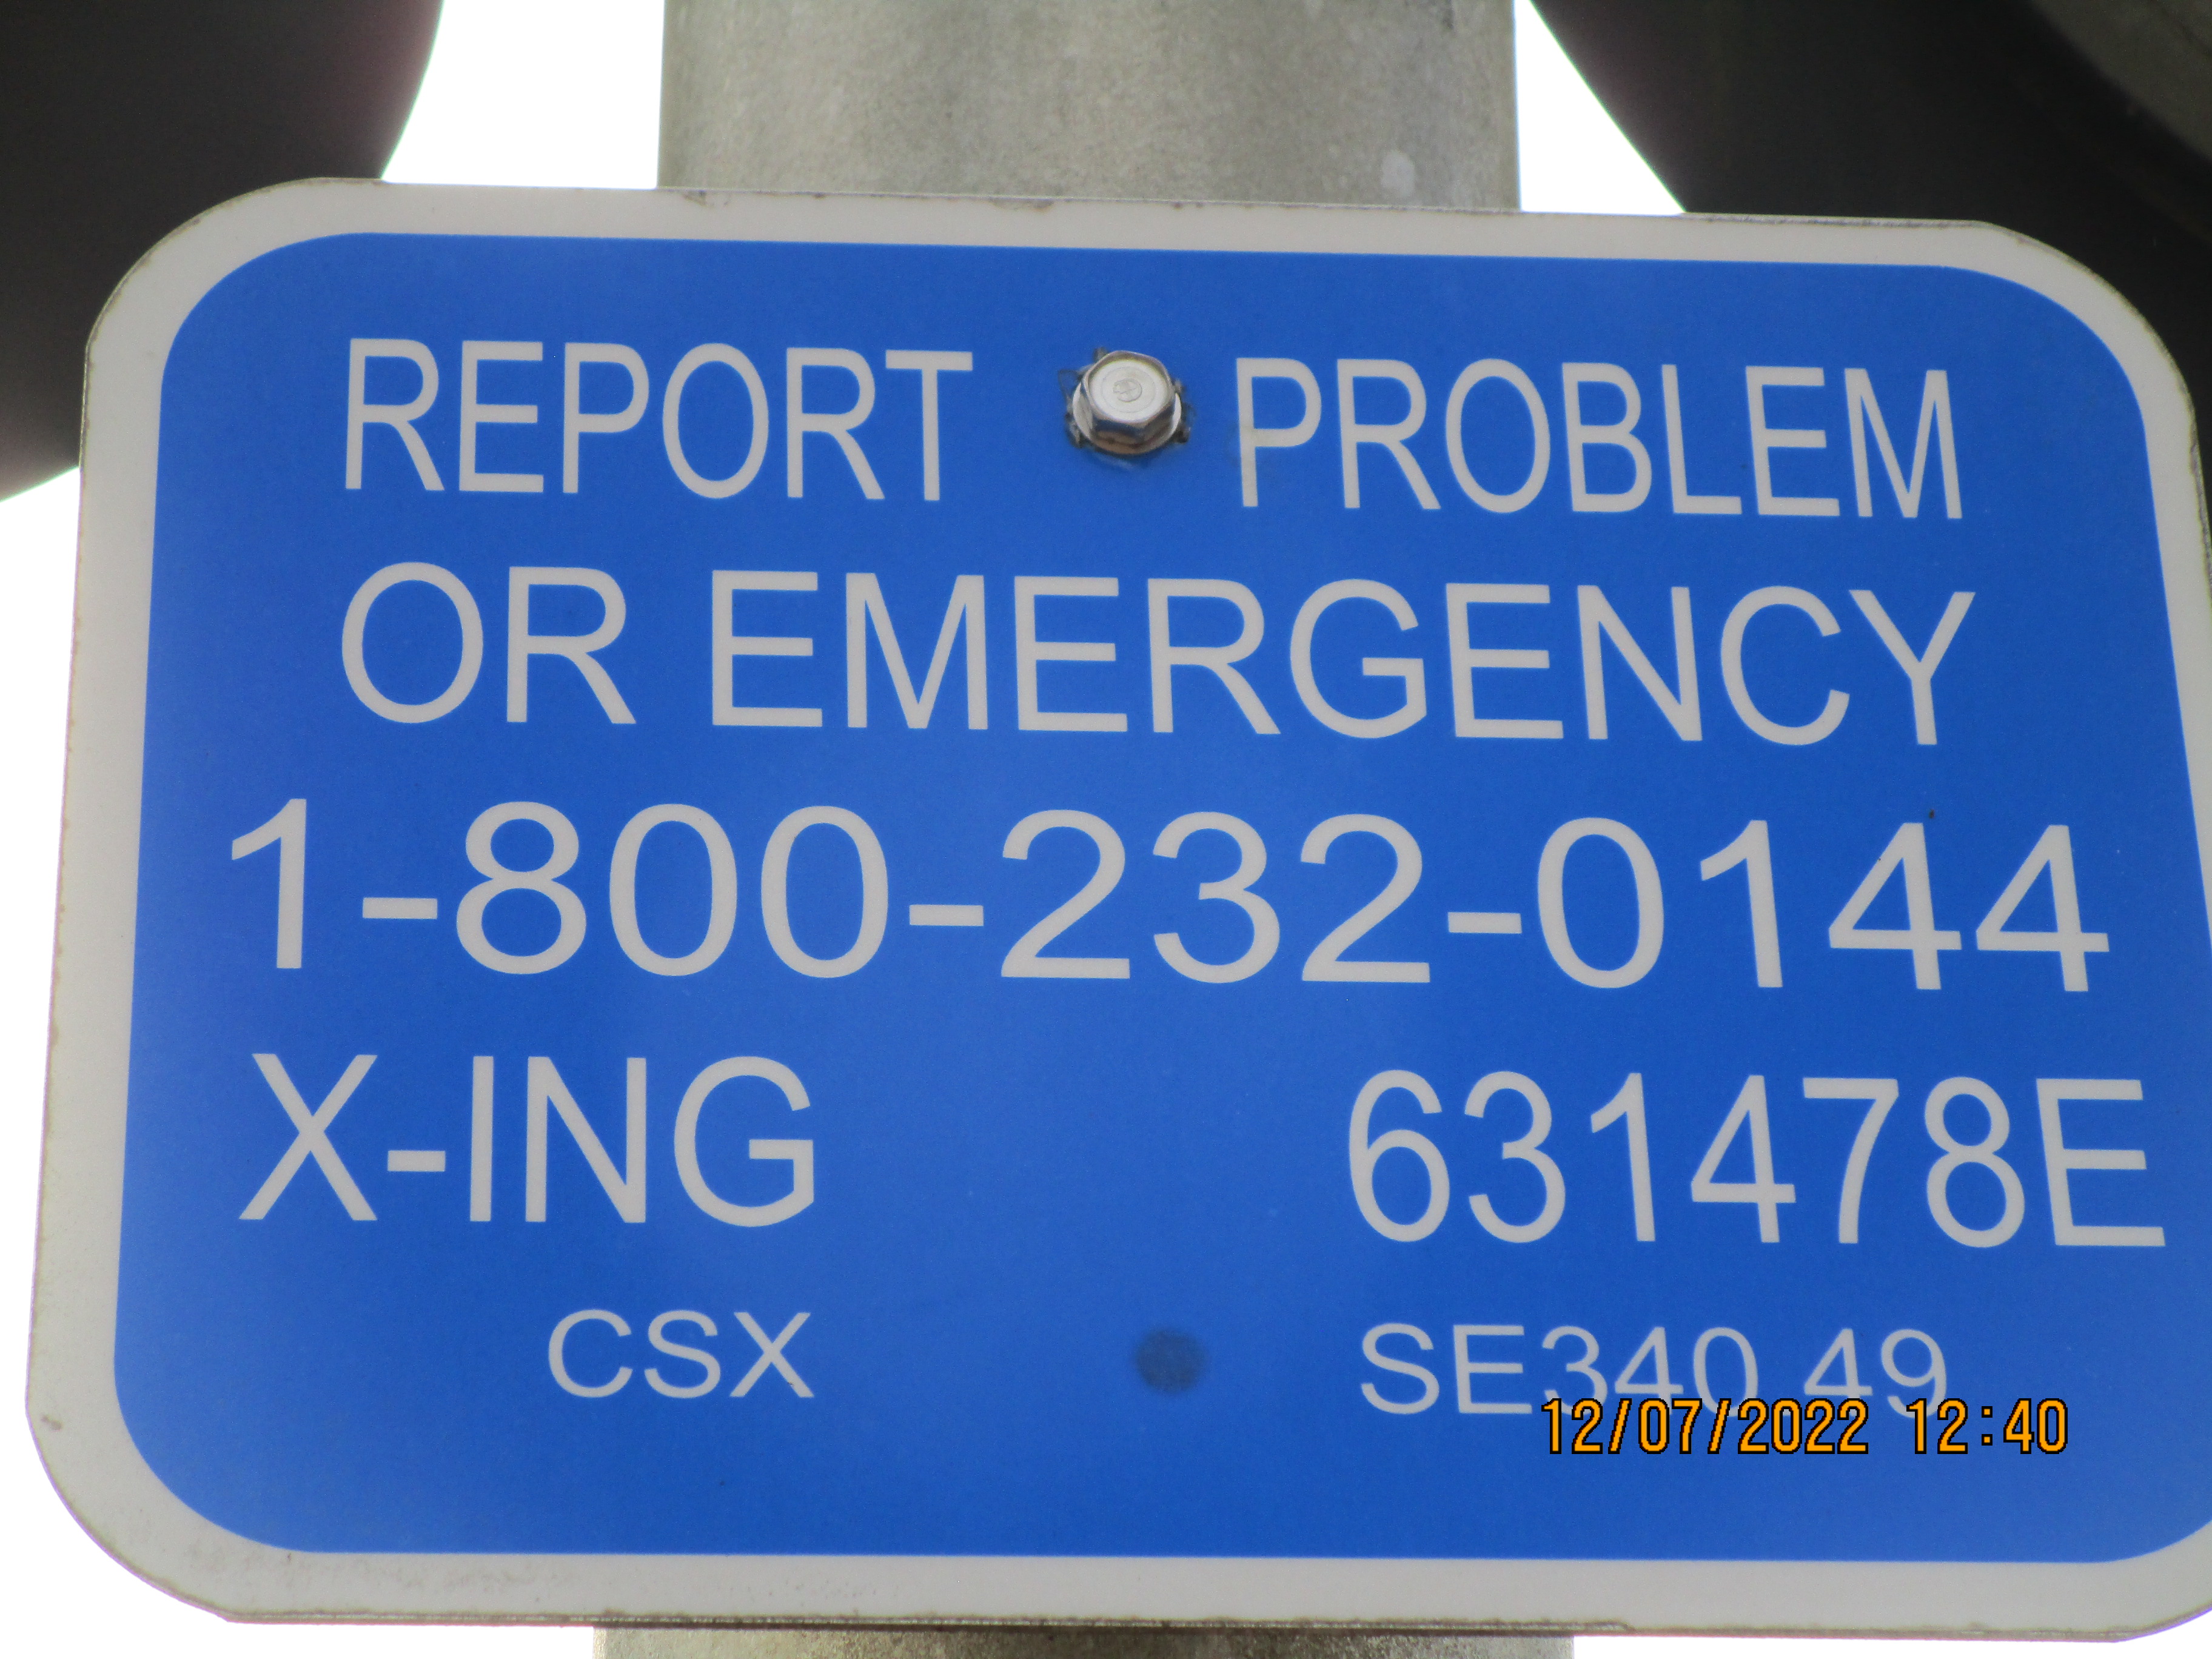 REPORT PROBLEM
OR EMERGENCY
1-800-232-0144
X-ING 631478E
CSX SE340.49
12/07/2022 12:40